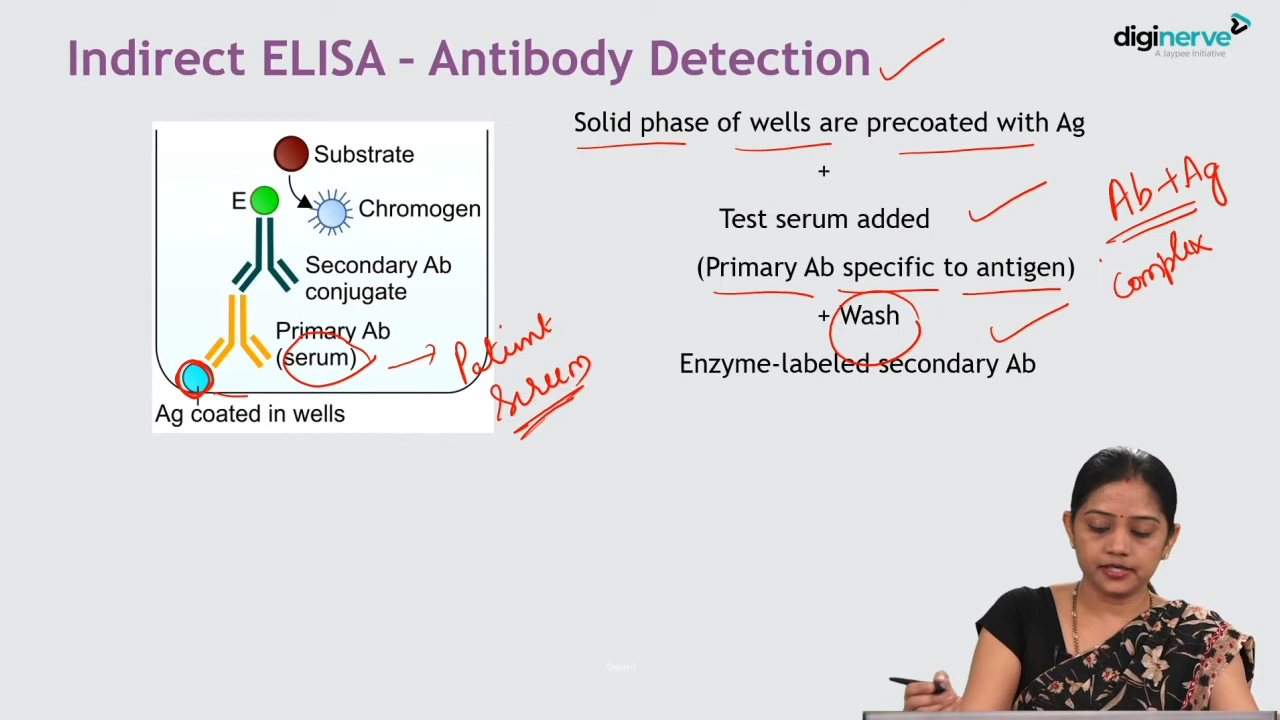 Indirect ELISA – Antibody Detection
diginerve
A Jaypee Initiative
Substrate
E
Chromogen
Secondary Ab
conjugate
Primary Ab
(serum)
Patient
Serum
Ag coated in wells
Solid phase of wells are precoated with Ag
+
Test serum added
(Primary Ab specific to antigen)
+ Wash
Enzyme-labeled secondary Ab
Ab + Ag
Complex